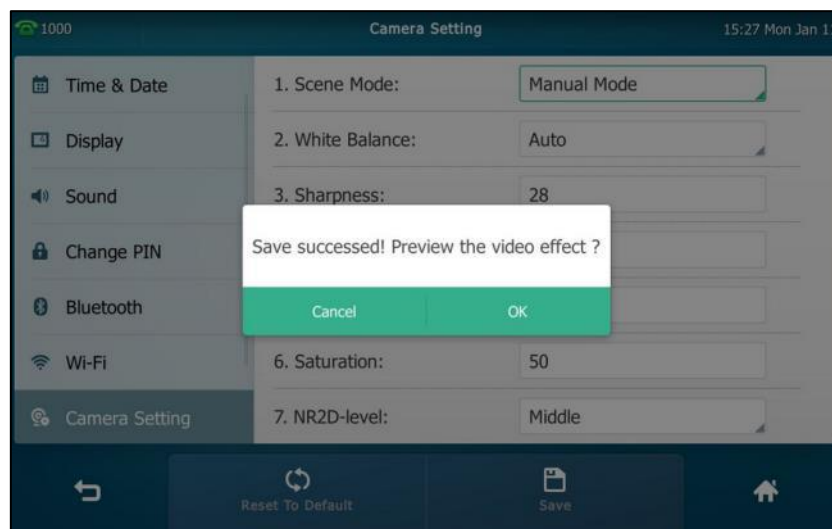 1000
Camera Setting
15:27 Mon Jan 1
Time & Date
1. Scene Mode:
Manual Mode
Display
2. White Balance:
Auto
Sound
3. Sharpness:
28
Change PIN
Save successed! Preview the video effect ?
Cancel
OK
Bluetooth
Wi-Fi
6. Saturation:
50
Camera Setting
7. NR2D-level:
Middle
Reset To Default
Save